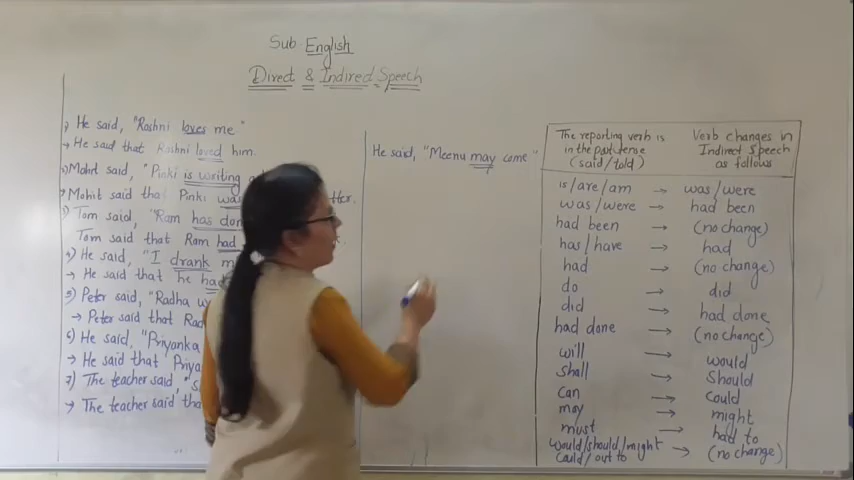 Sub. English
Direct & Indired Speech
1) He said, "Roshni loves me"
→ He said that Roshni loved him.
2) Mohit said, "Pinki is writing
→ Mohit said that Pinki was tter.
3) Tom said, "Ram has don
Tom said that Ram had k.
4) He said, "I drank m
→ He said that he had
5) Peter said, "Radha w
→ Peter said that Rad
6) He said, "Priyanka
→ He said that "Priya
7) The teacher said, "S
→ The teacher said tha
He said, "Meenu may come"
The reporting verb is in the past tense (said/told)
Verb changes in Indirect Speech as follows
is/are/am → was/were
was/were → had been
had been → (no change)
has/have → had
had → (no change)
do → did
did → had done
had done → (no change)
will → would
shall → should
can → could
may → might
must → had to
would/should/might could/out to → (no change)